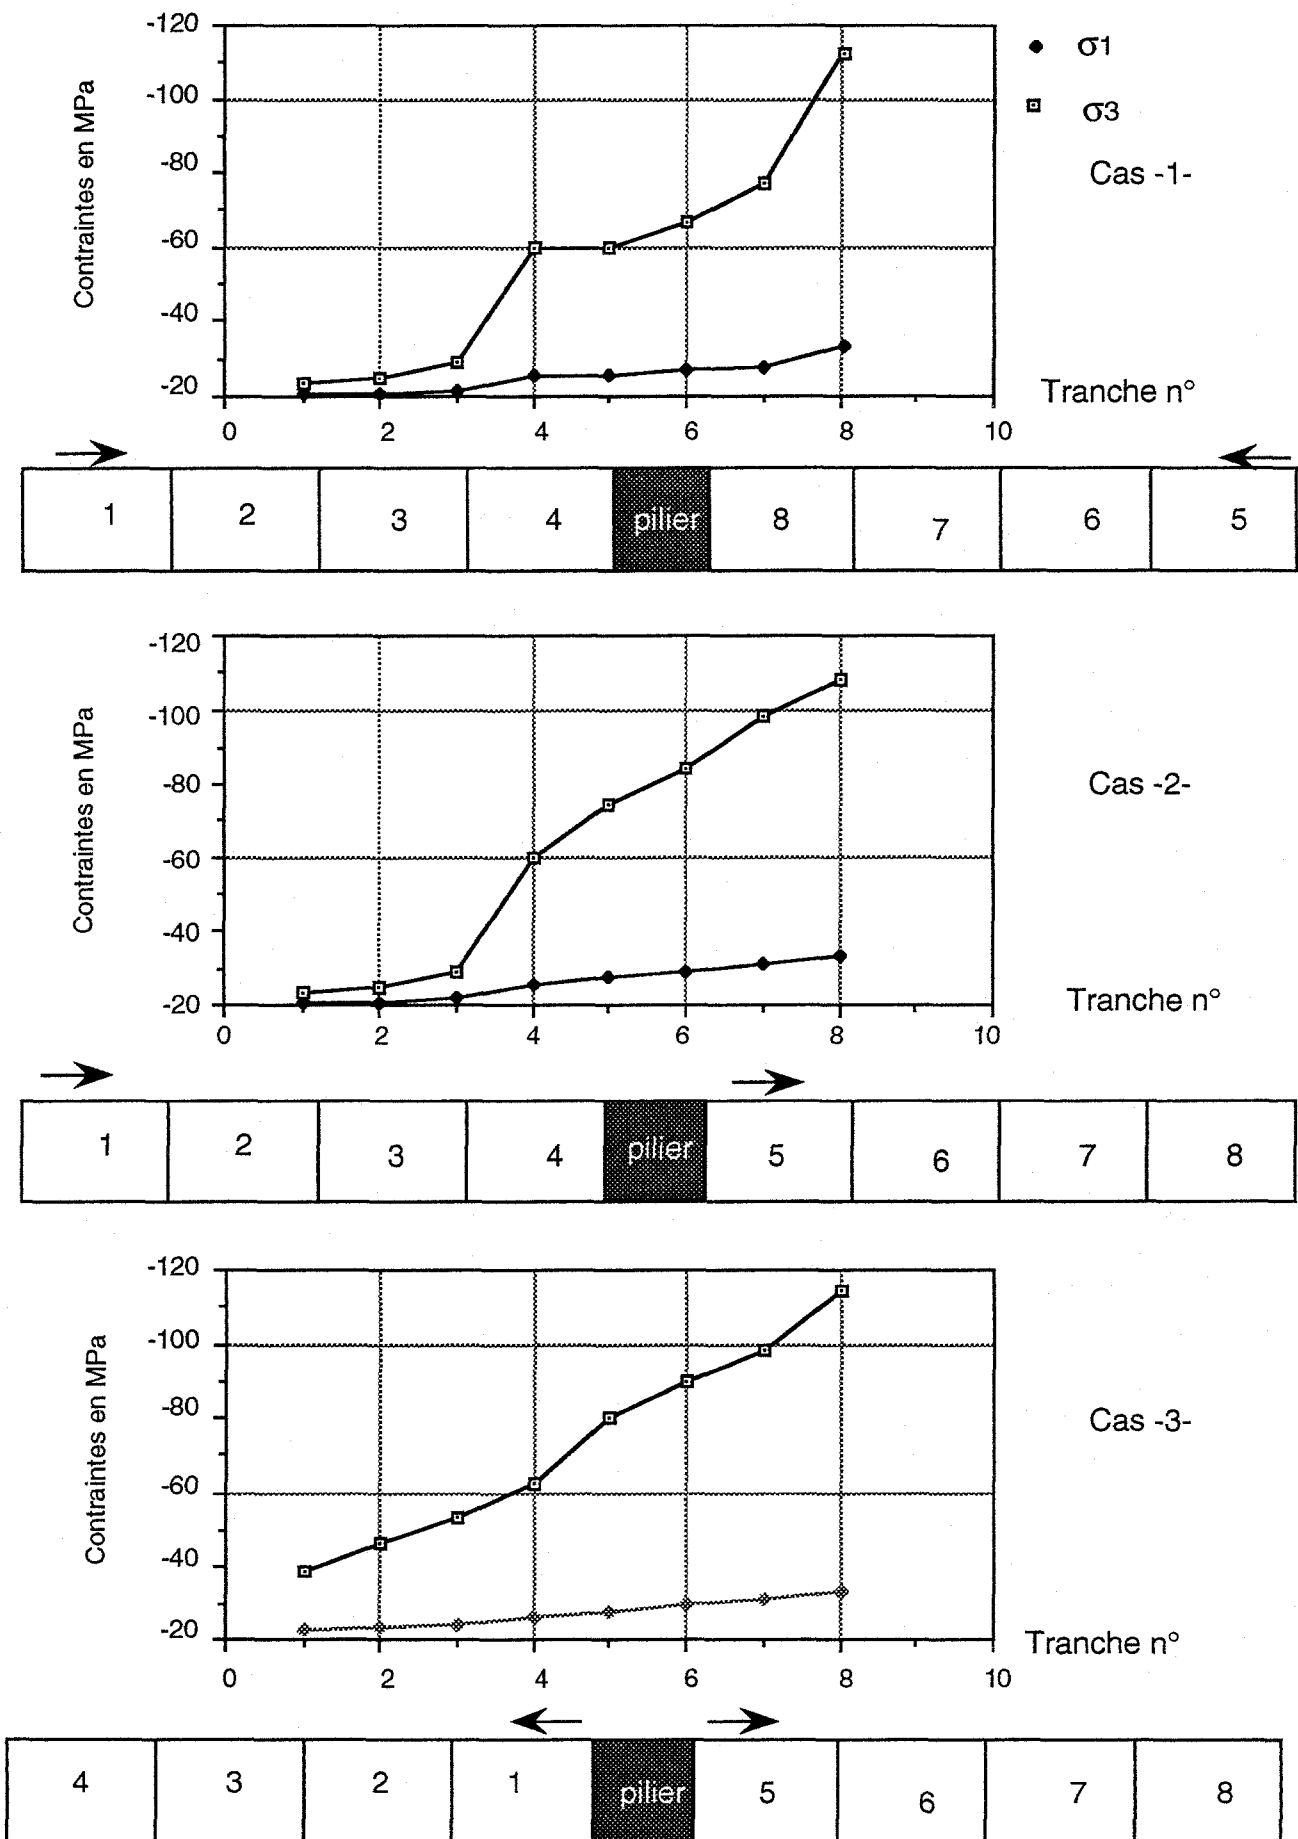 -120
-100
-80
-60
-40
-20
Contraintes en MPa
σ1
σ3
Cas -1-
Tranche n°
0 2 4 6 8 10
1 2 3 4 pilier 8 7 6 5
-120
-100
-80
-60
-40
-20
Contraintes en MPa
Cas -2-
Tranche n°
0 2 4 6 8 10
1 2 3 4 pilier 5 6 7 8
-120
-100
-80
-60
-40
-20
Contraintes en MPa
Cas -3-
Tranche n°
0 2 4 6 8 10
4 3 2 1 pilier 5 6 7 8